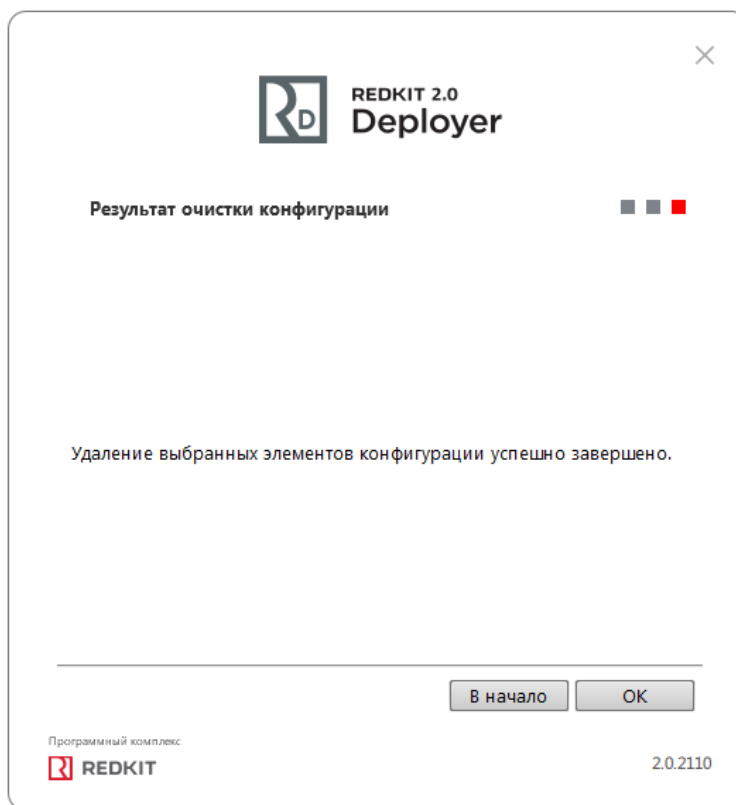 REDKIT 2.0
Deployer
Результат очистки конфигурации
Удаление выбранных элементов конфигурации успешно завершено.
В начало
OK
Программный комплекс
REDKIT
2.0.2110